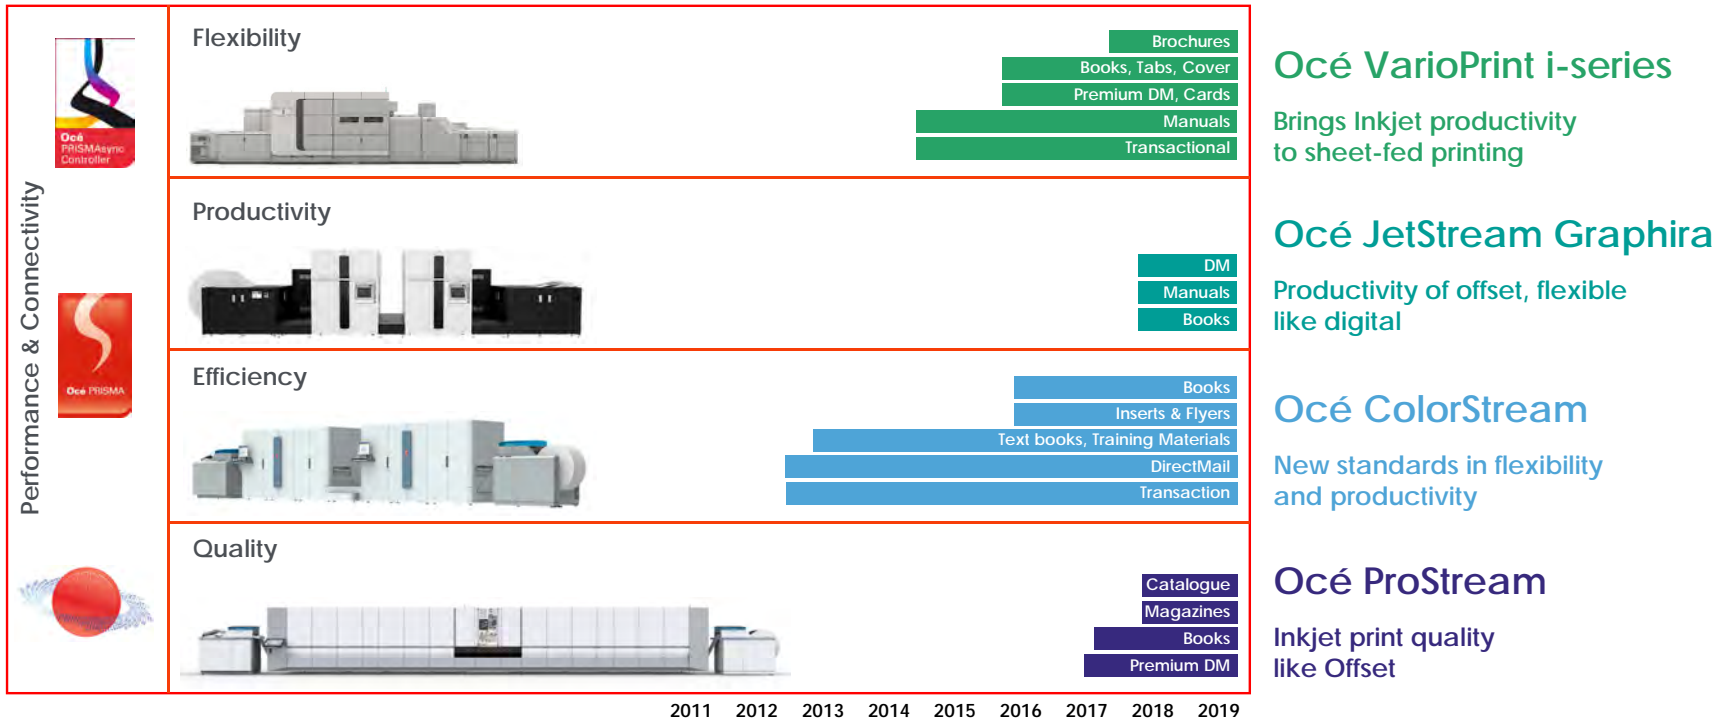 Performance & Connectivity
Océ
PRISMAsync
Controller
Océ PRISMA
Flexibility
Brochures
Books, Tabs, Cover
Premium DM, Cards
Manuals
Transactional
Océ VarioPrint i-series
Brings Inkjet productivity
to sheet-fed printing
Productivity
DM
Manuals
Books
Océ JetStream Graphira
Productivity of offset, flexible
like digital
Efficiency
Books
Inserts & Flyers
Text books, Training Materials
DirectMail
Transaction
Océ ColorStream
New standards in flexibility
and productivity
Quality
Catalogue
Magazines
Books
Premium DM
Océ ProStream
Inkjet print quality
like Offset
2011 2012 2013 2014 2015 2016 2017 2018 2019